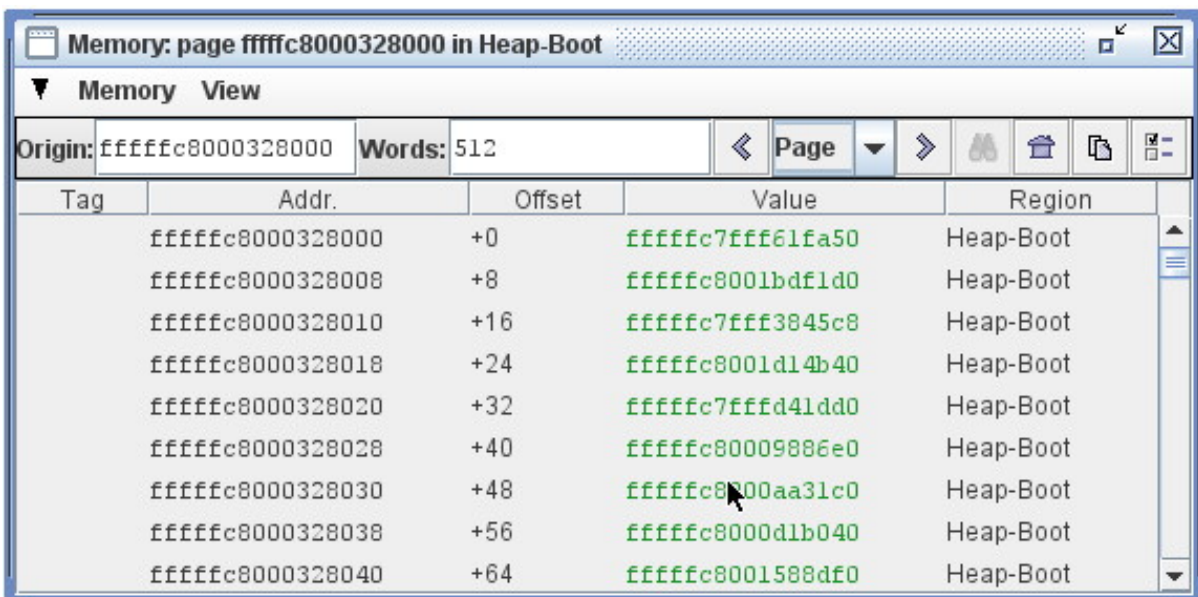 Memory: page fffffc8000328000 in Heap-Boot
Memory View
Origin: fffffc8000328000 Words: 512 Page
Tag Addr. Offset Value Region
fffffc8000328000 +0 fffffc7fff61fa50 Heap-Boot
fffffc8000328008 +8 fffffc8001bdf1d0 Heap-Boot
fffffc8000328010 +16 fffffc7fff3845c8 Heap-Boot
fffffc8000328018 +24 fffffc8001d14b40 Heap-Boot
fffffc8000328020 +32 fffffc7fffd41dd0 Heap-Boot
fffffc8000328028 +40 fffffc80009886e0 Heap-Boot
fffffc8000328030 +48 Heap-Boot
fffffc8000328038 +56 fffffc8000d1b040 Heap-Boot
fffffc8000328040 +64 fffffc8001588df0 Heap-Boot